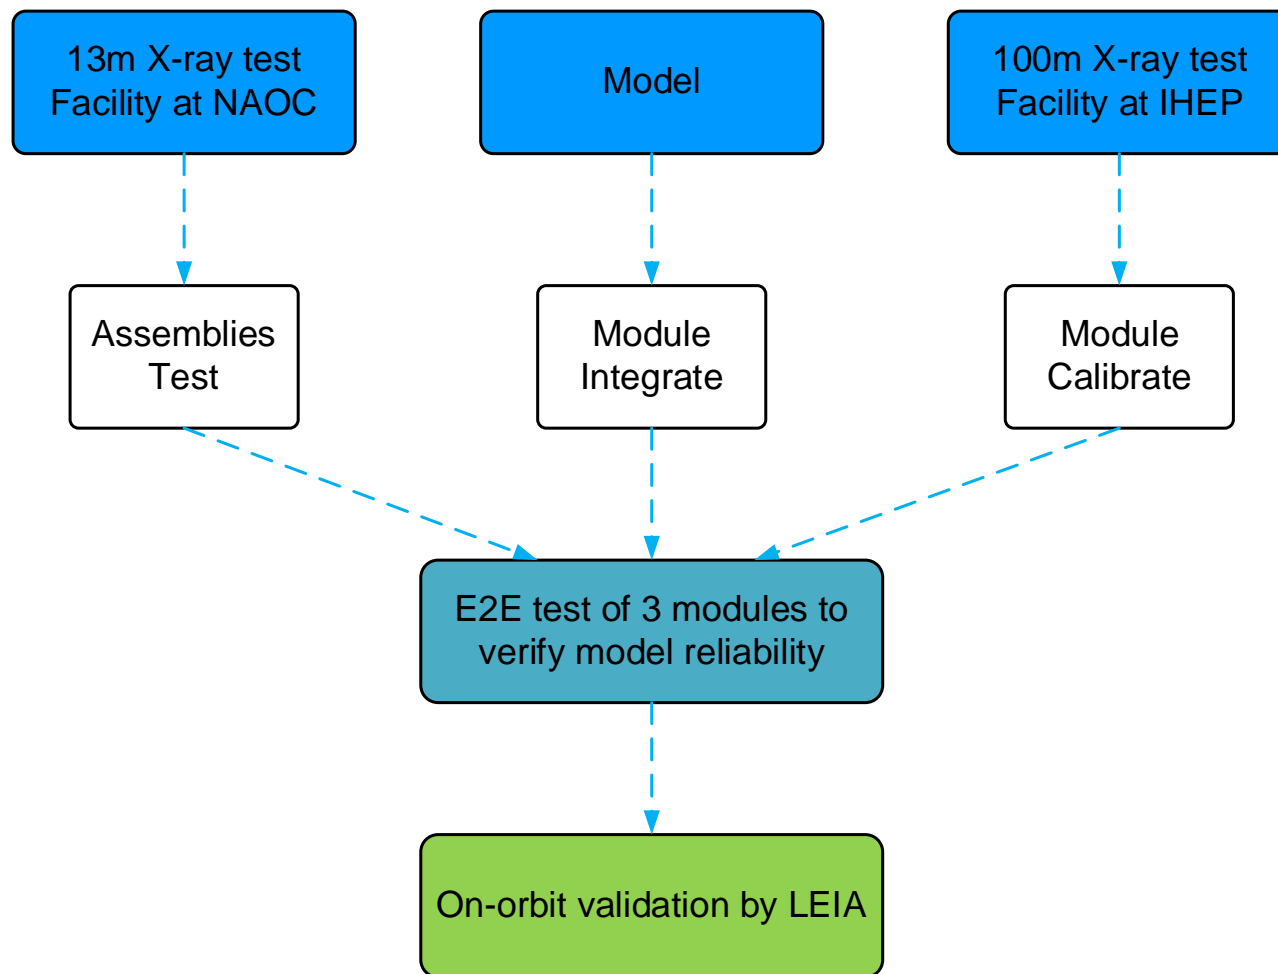 13m X-ray test
Facility at NAOC
Model
100m X-ray test
Facility at IHEP
Assemblies
Test
Module
Integrate
Module
Calibrate
E2E test of 3 modules to
verify model reliability
On-orbit validation by LEIA